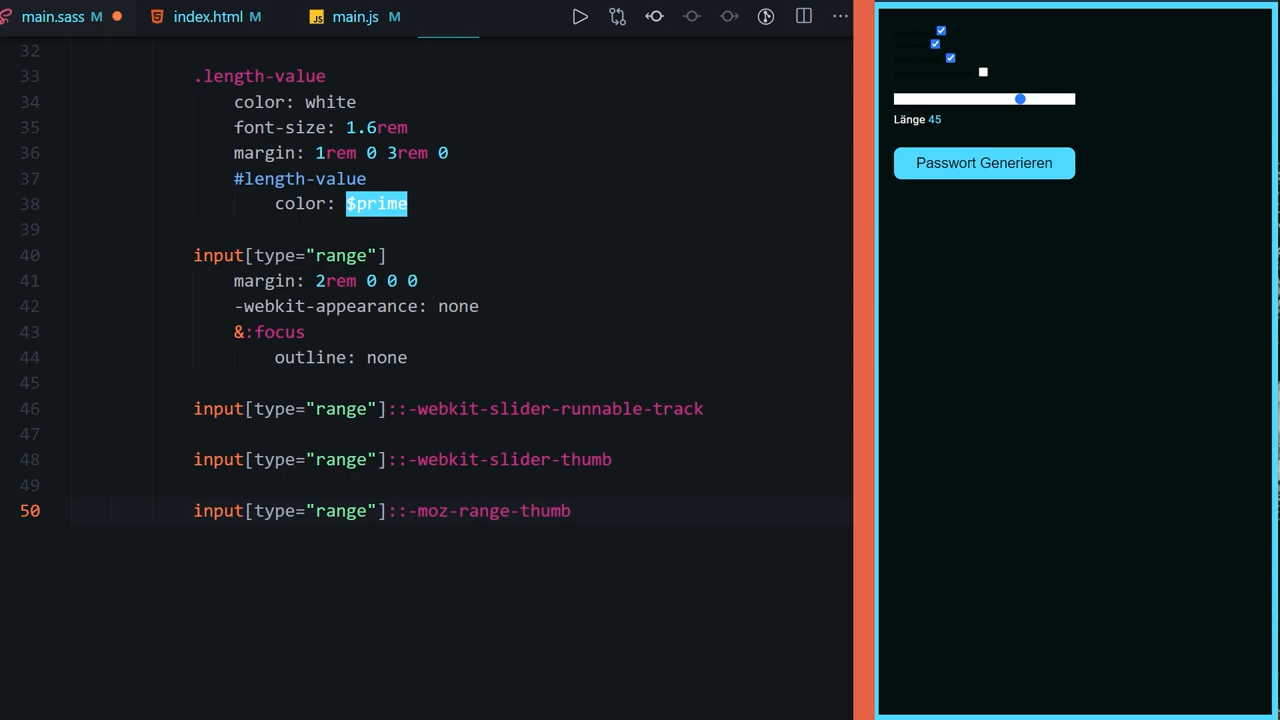 main.sass M
index.html M
JS main.js M
32
33 .length-value
34 color: white
35 font-size: 1.6rem
36 margin: 1rem 0 3rem 0
37 #length-value
38 color: $prime
39
40 input[type="range"]
41 margin: 2rem 0 0 0
42 -webkit-appearance: none
43 &:focus
44 outline: none
45
46 input[type="range"]::-webkit-slider-runnable-track
47
48 input[type="range"]::-webkit-slider-thumb
49
50 input[type="range"]::-moz-range-thumb
Länge 45
Passwort Generieren